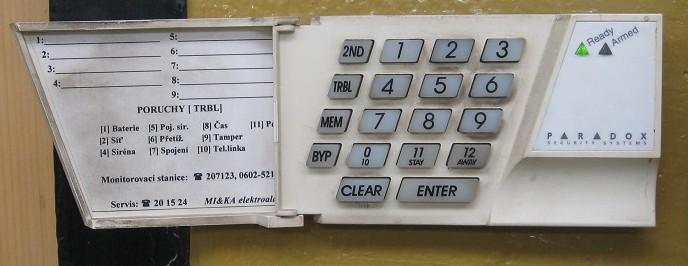 1:
2:
3:
4:
5:
6:
7:
8:
9:
PORUCHY [ TRBL]
[1] Baterie [5] Poj. sir. [8] Čas
[2] Síť [6] Přetíž. [9] Tamper
[4] Siréna [7] Spojení [10] Tel.linka
[11]
Monitorovací stanice: ☎ 207123, 0602-521
Servis: ☎ 20 15 24 MI&KA
2ND 1 2 3
TRBL 4 5 6
MEM 7 8 9
BYP 0 11 12
10 STAY AWAY
CLEAR ENTER
Ready
Armed
PARADOX
SECURITY SYSTEMS